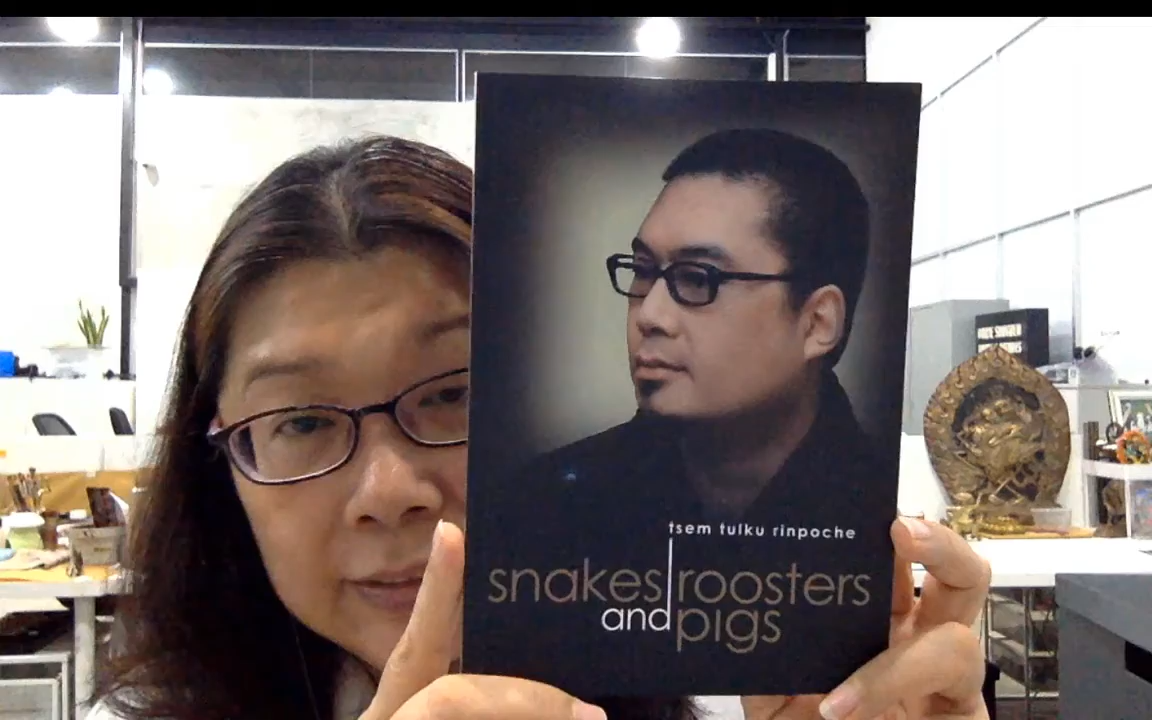 tsem tulku rinpoche
snakes roosters
and pigs